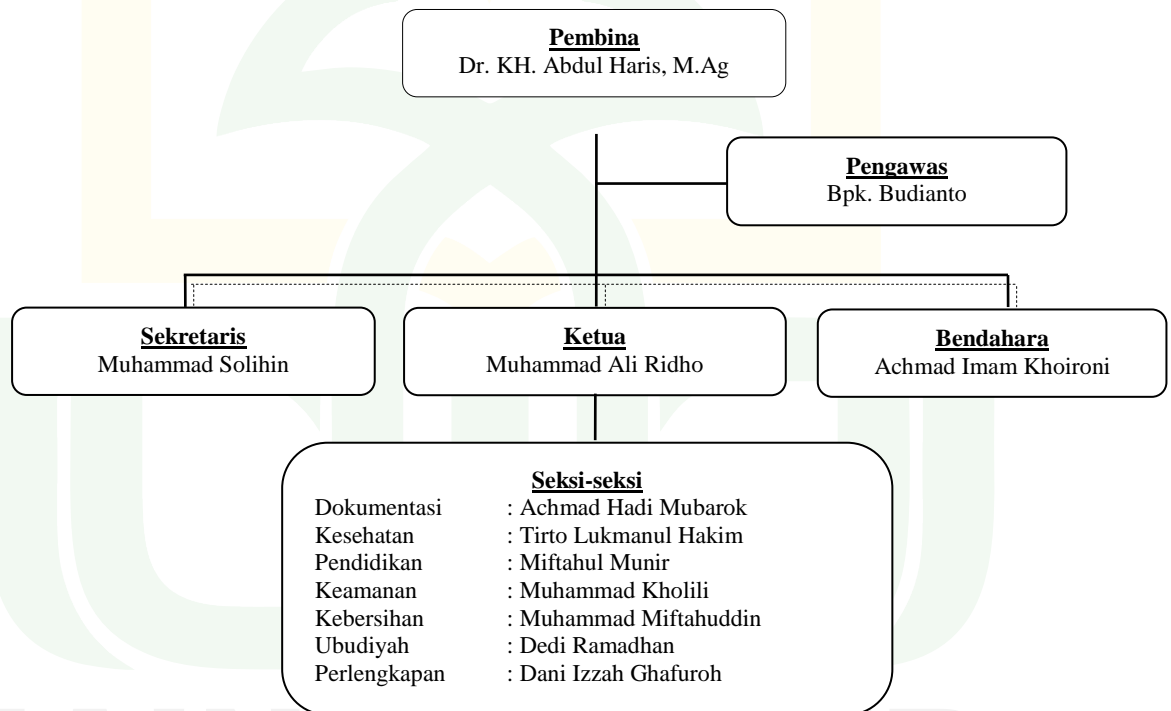 Pembina
Dr. KH. Abdul Haris, M.Ag
Pengawas
Bpk. Budianto
Sekretaris
Muhammad Solihin
Ketua
Muhammad Ali Ridho
Bendahara
Achmad Imam Khoironi
Seksi-seksi
Dokumentasi : Achmad Hadi Mubarok
Kesehatan : Tirto Lukmanul Hakim
Pendidikan : Miftahul Munir
Keamanan : Muhammad Kholili
Kebersihan : Muhammad Miftahuddin
Ubudiyah : Dedi Ramadhan
Perlengkapan : Dani Izzah Ghafuroh